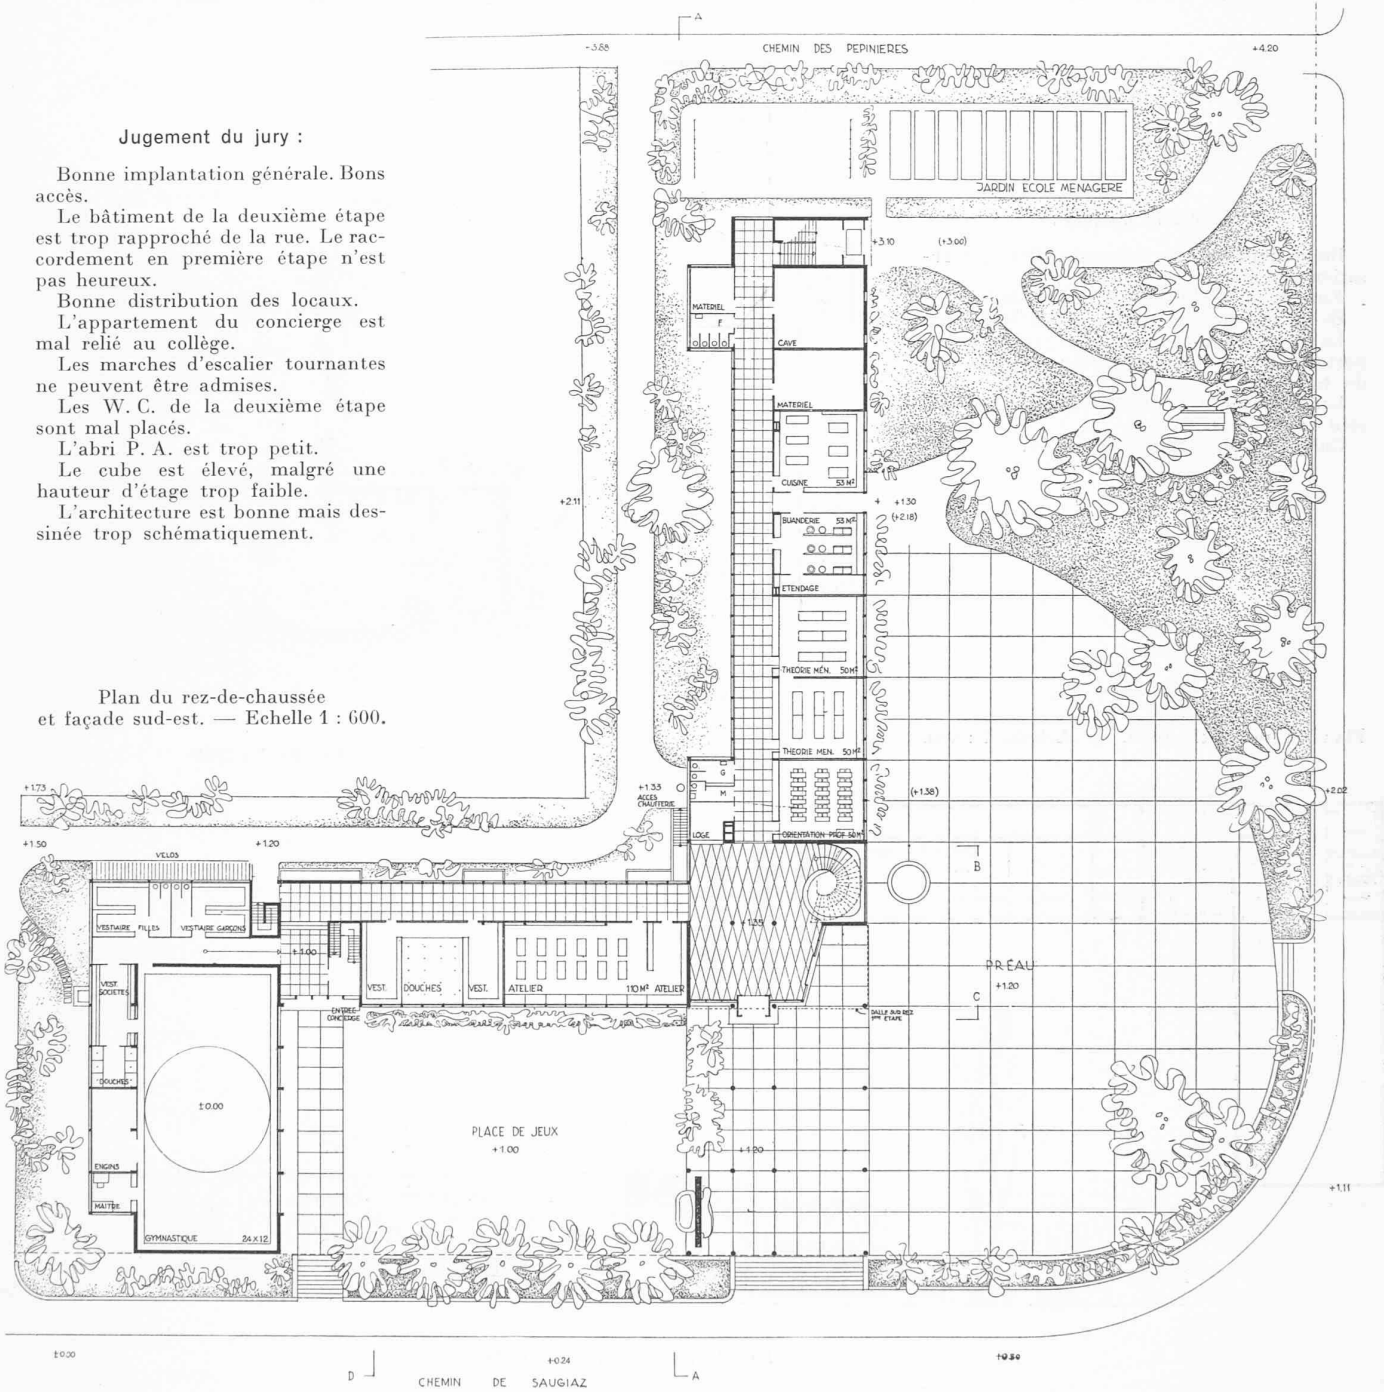 A
-3.88
CHEMIN DES PEPINIERES
+4.20
Jugement du jury :
Bonne implantation générale. Bons
accès.
Le bâtiment de la deuxième étape
est trop rapproché de la rue. Le rac-
cordement en première étape n'est
pas heureux.
Bonne distribution des locaux.
L'appartement du concierge est
mal relié au collège.
Les marches d'escalier tournantes
ne peuvent être admises.
Les W. C. de la deuxième étape
sont mal placés.
L'abri P. A. est trop petit.
Le cube est élevé, malgré une
hauteur d'étage trop faible.
L'architecture est bonne mais des-
sinée trop schématiquement.
Plan du rez-de-chaussée
et façade sud-est. — Echelle 1 : 600.
JARDIN ECOLE MENAGERE
+3.10
(+3.00)
MATERIEL
F
CAVE
MATERIEL
CUISINE 53 M²
+2.11
+1.30
(+2.18)
BUANDERIE 53 M²
ETENDAGE
THEORIE MÉN. 50 M²
THEORIE MEN. 50 M²
G
M
LOGE
ORIENTATION PROF 50 M²
(+1.38)
+2.02
+1.73
+1.33
ACCES
CHAUFFERIE
+1.50
VELOS
+1.20
B
VESTIAIRE FILLES
VESTIAIRE GARÇONS
+1.00
+1.35
VEST.
SOCIETES
VEST.
DOUCHES
VEST.
ATELIER
110 M² ATELIER
PRÉAU
+1.20
C
ENTREE
CONCIERGE
DALLE SUR REZ
1ÈRE ETAPE
DOUCHES
±0.00
PLACE DE JEUX
+1.00
+1.20
ENGINS
MAITRE
GYMNASTIQUE 24 X 12
+1.11
±0.00
+0.24
+0.50
D
A
CHEMIN DE SAUGIAZ